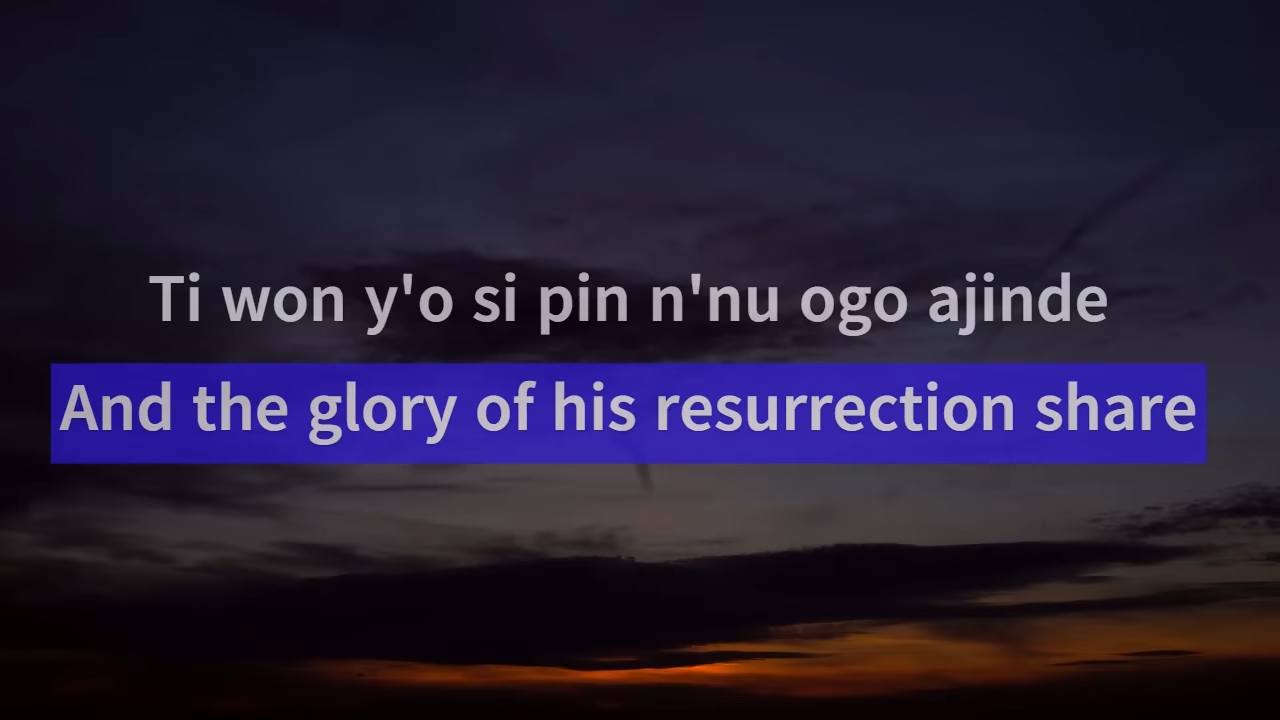 Ti won y'o si pin n'nu ogo ajinde
And the glory of his resurrection share